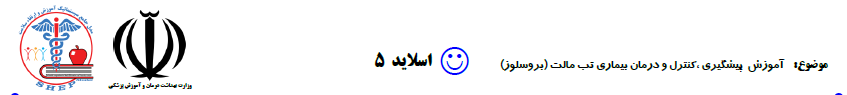 موضوع: آموزش پیشگیری ،کنترل و درمان بیماری تب مالت (بروسلوز)
اسلاید ۵
وزارت بهداشت درمان و آموزش پزشکی
SHEP